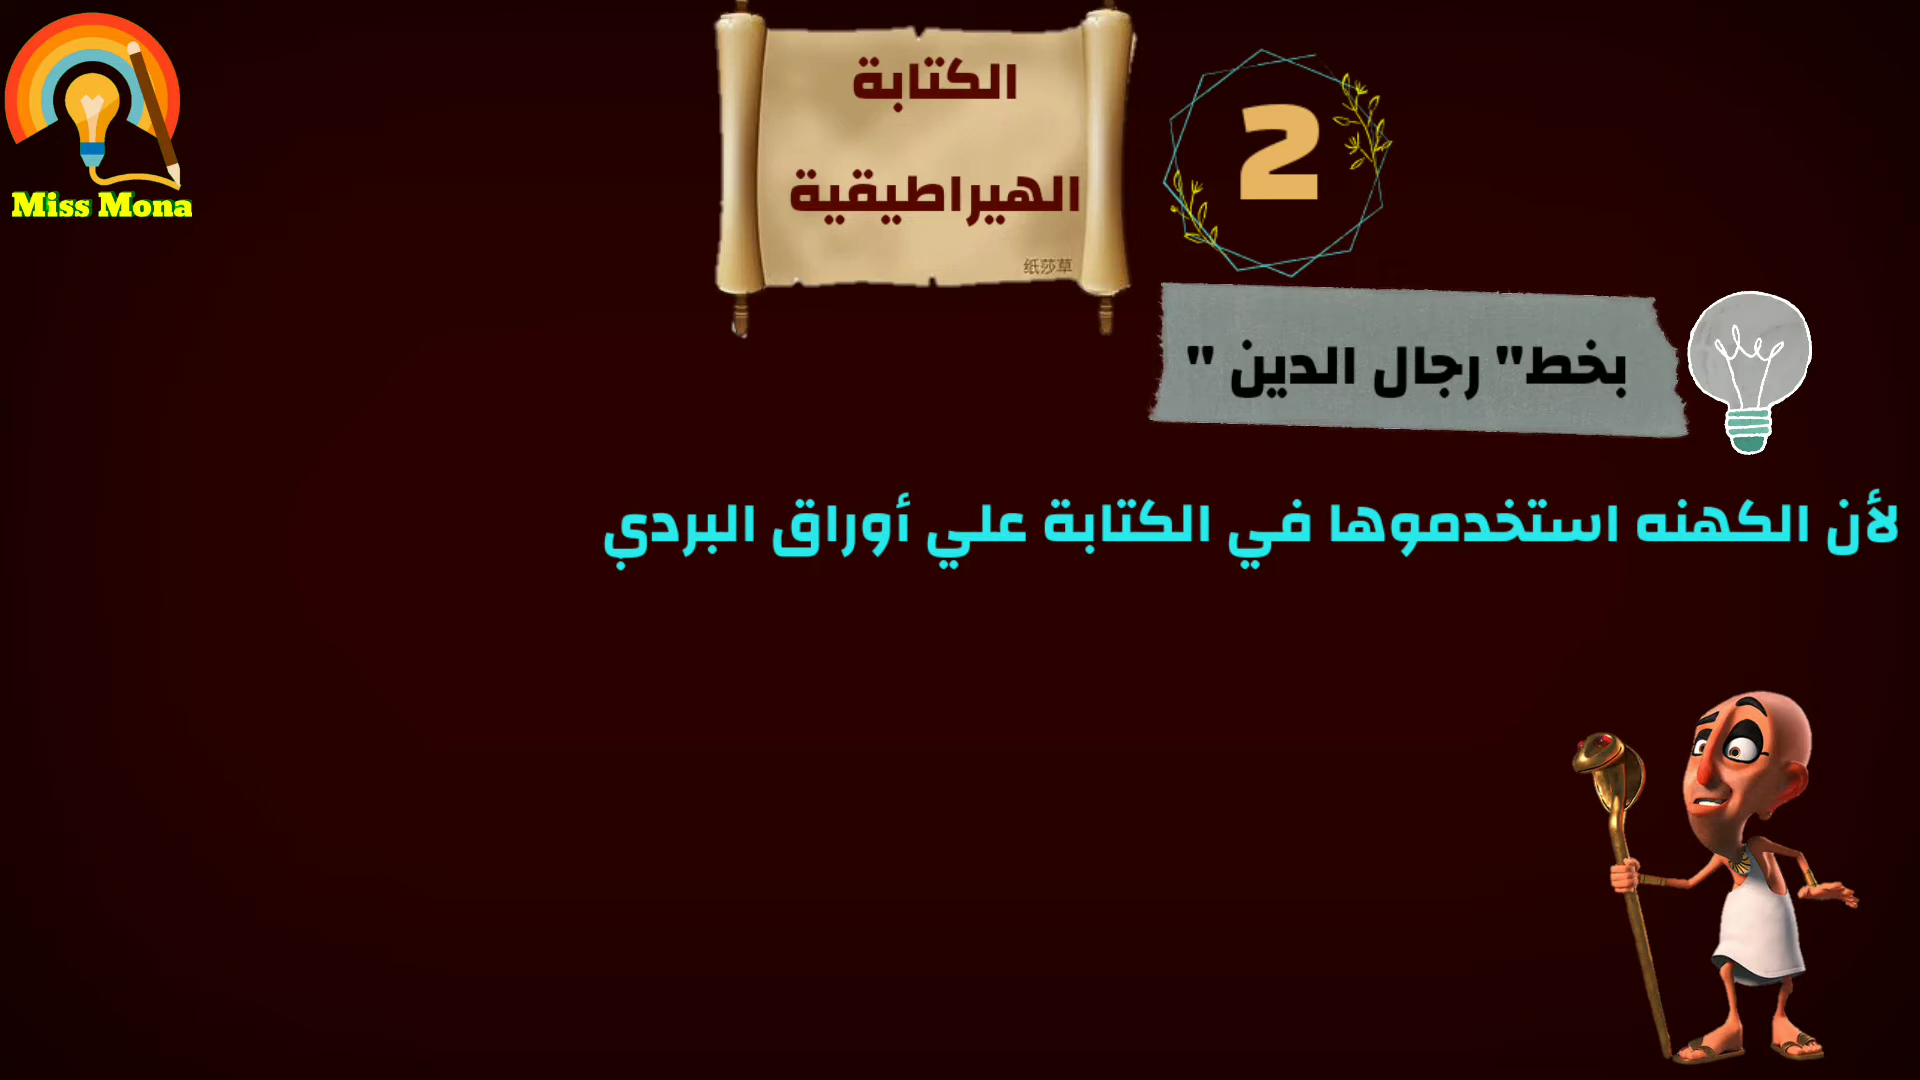 Miss Mona
الكتابة
الهيراطيقية
纸莎草
2
بخط" رجال الدين "
لأن الكهنه استخدموها في الكتابة علي أوراق البردي